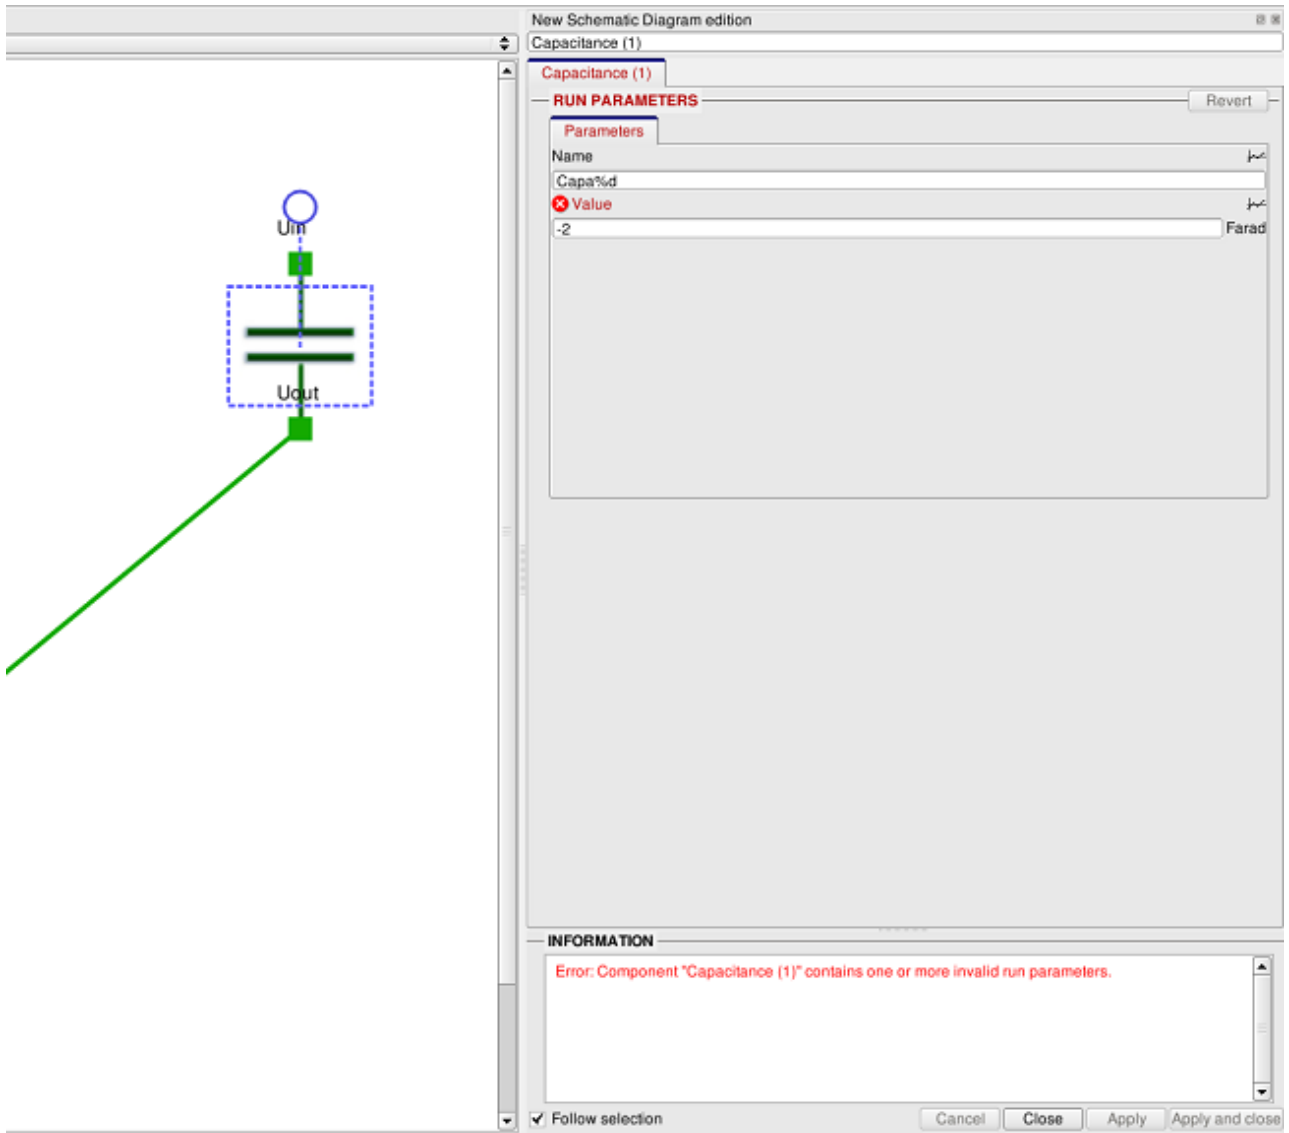 New Schematic Diagram edition
Capacitance (1)
Capacitance (1)
RUN PARAMETERS
Revert
Parameters
Name
Capa%d
Value
-2 Farad
Uin
Uout
INFORMATION
Error: Component "Capacitance (1)" contains one or more invalid run parameters.
Follow selection
Cancel Close Apply Apply and close